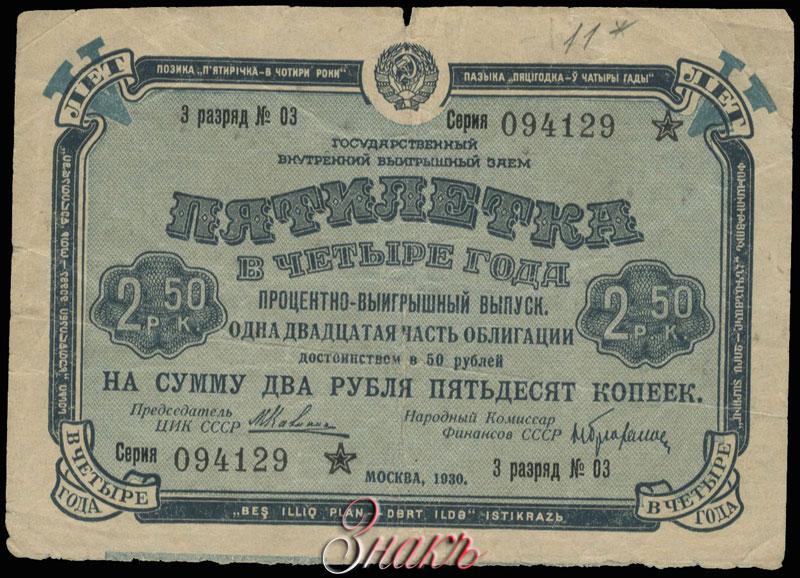 11*
V ЛЕТ
V ЛЕТ
ПОЗИКА „П'ЯТИРІЧКА-В ЧОТИРИ РОКИ"
ПАЗЫКА „ПЯЦІГОДКА-Ў ЧАТЫРЫ ГАДЫ"
3 разряд № 03
Серия 094129
ГОСУДАРСТВЕННЫЙ
ВНУТРЕННИЙ ВЫИГРЫШНЫЙ ЗАЕМ
ПЯТИЛЕТКА
В ЧЕТЫРЕ ГОДА
2 Р. 50 К.
2 Р. 50 К.
ПРОЦЕНТНО-ВЫИГРЫШНЫЙ ВЫПУСК.
ОДНА ДВАДЦАТАЯ ЧАСТЬ ОБЛИГАЦИИ
достоинством в 50 рублей
НА СУММУ ДВА РУБЛЯ ПЯТЬДЕСЯТ КОПЕЕК.
Председатель
ЦИК СССР
Народный Комиссар
Финансов СССР
Серия 094129
3 разряд № 03
МОСКВА, 1930.
В ЧЕТЫРЕ
ГОДА
В ЧЕТЫРЕ
ГОДА
„BEŞ ILLIQ PLAN -DƏRT ILDƏ" ISTIKRAZЬ
Знакъ